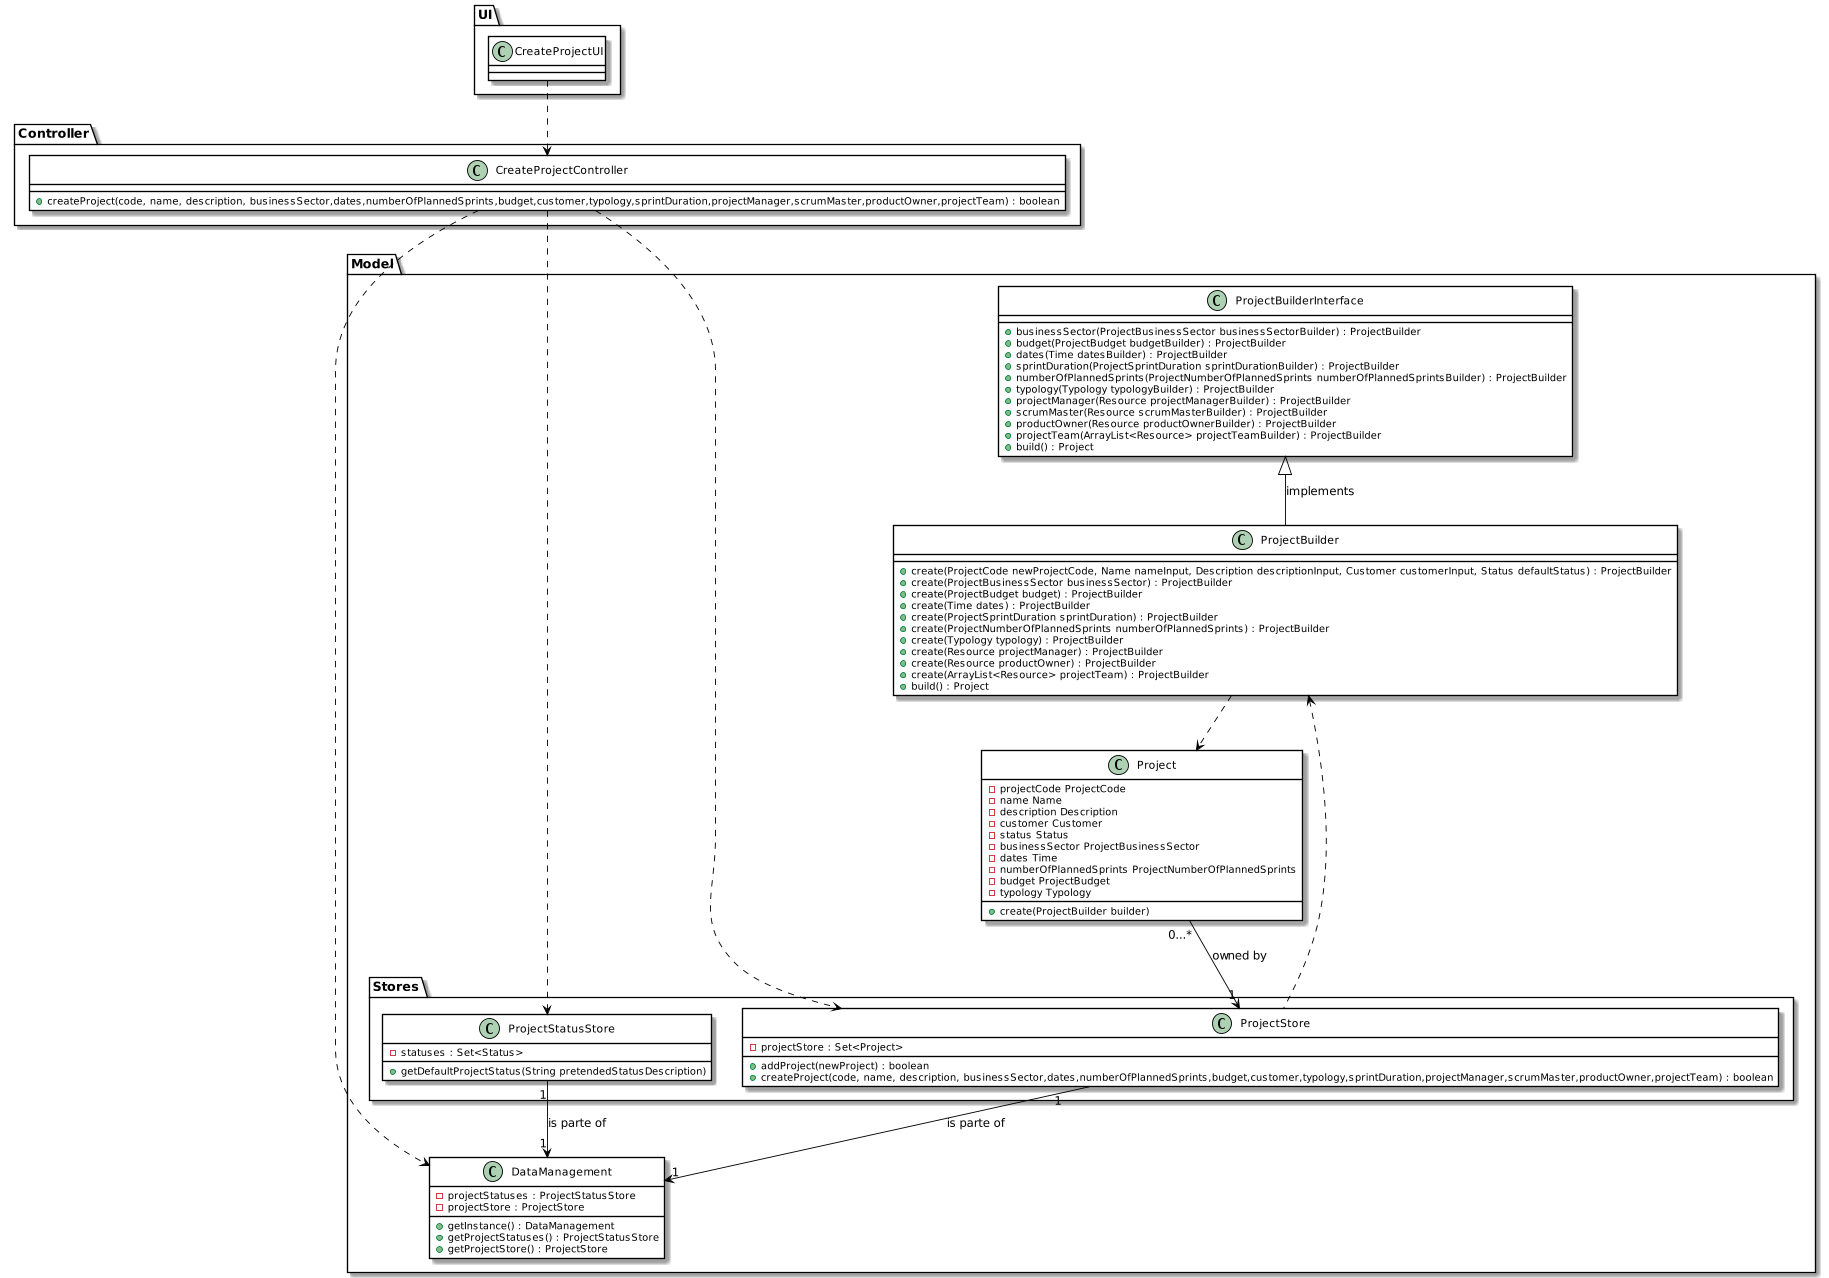 UI
C CreateProjectUI
Controller
C CreateProjectController
createProject(code, name, description, businessSector,dates,numberOfPlannedSprints,budget,customer,typology,sprintDuration,projectManager,scrumMaster,productOwner,projectTeam) : boolean
Model
C ProjectBuilderInterface
businessSector(ProjectBusinessSector businessSectorBuilder) : ProjectBuilder
budget(ProjectBudget budgetBuilder) : ProjectBuilder
dates(Time datesBuilder) : ProjectBuilder
sprintDuration(ProjectSprintDuration sprintDurationBuilder) : ProjectBuilder
numberOfPlannedSprints(ProjectNumberOfPlannedSprints numberOfPlannedSprintsBuilder) : ProjectBuilder
typology(Typology typologyBuilder) : ProjectBuilder
projectManager(Resource projectManagerBuilder) : ProjectBuilder
scrumMaster(Resource scrumMasterBuilder) : ProjectBuilder
productOwner(Resource productOwnerBuilder) : ProjectBuilder
projectTeam(ArrayList<Resource> projectTeamBuilder) : ProjectBuilder
build() : Project
implements
C ProjectBuilder
create(ProjectCode newProjectCode, Name nameInput, Description descriptionInput, Customer customerInput, Status defaultStatus) : ProjectBuilder
create(ProjectBusinessSector businessSector) : ProjectBuilder
create(ProjectBudget budget) : ProjectBuilder
create(Time dates) : ProjectBuilder
create(ProjectSprintDuration sprintDuration) : ProjectBuilder
create(ProjectNumberOfPlannedSprints numberOfPlannedSprints) : ProjectBuilder
create(Typology typology) : ProjectBuilder
create(Resource projectManager) : ProjectBuilder
create(Resource productOwner) : ProjectBuilder
create(ArrayList<Resource> projectTeam) : ProjectBuilder
build() : Project
C Project
projectCode ProjectCode
name Name
description Description
customer Customer
status Status
businessSector ProjectBusinessSector
dates Time
numberOfPlannedSprints ProjectNumberOfPlannedSprints
budget ProjectBudget
typology Typology
create(ProjectBuilder builder)
0...*
owned by
1
Stores
C ProjectStatusStore
statuses : Set<Status>
getDefaultProjectStatus(String pretendedStatusDescription)
C ProjectStore
projectStore : Set<Project>
addProject(newProject) : boolean
createProject(code, name, description, businessSector,dates,numberOfPlannedSprints,budget,customer,typology,sprintDuration,projectManager,scrumMaster,productOwner,projectTeam) : boolean
1
1
is parte of
is parte of
1
1
C DataManagement
projectStatuses : ProjectStatusStore
projectStore : ProjectStore
getInstance() : DataManagement
getProjectStatuses() : ProjectStatusStore
getProjectStore() : ProjectStore